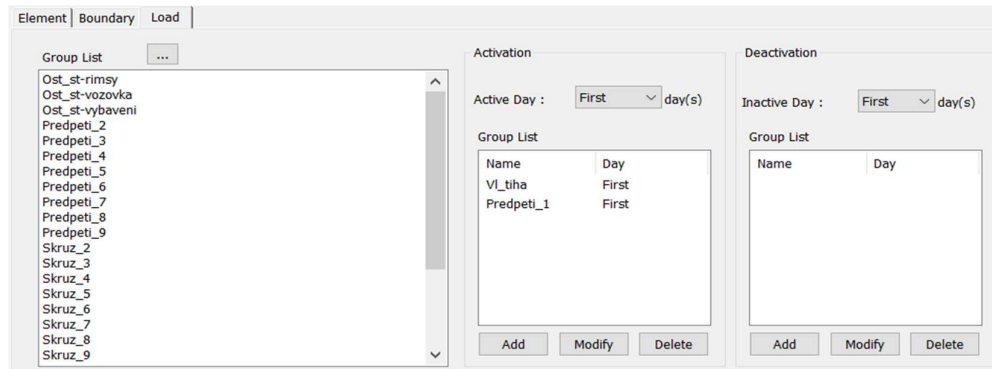 Element Boundary Load
Group List ...
Ost_st-rimsy
Ost_st-vozovka
Ost_st-vybaveni
Predpeti_2
Predpeti_3
Predpeti_4
Predpeti_5
Predpeti_6
Predpeti_7
Predpeti_8
Predpeti_9
Skruz_2
Skruz_3
Skruz_4
Skruz_5
Skruz_6
Skruz_7
Skruz_8
Skruz_9
Activation
Active Day : First day(s)
Group List
Name Day
Vl_tiha First
Predpeti_1 First
Add Modify Delete
Deactivation
Inactive Day : First day(s)
Group List
Name Day
Add Modify Delete